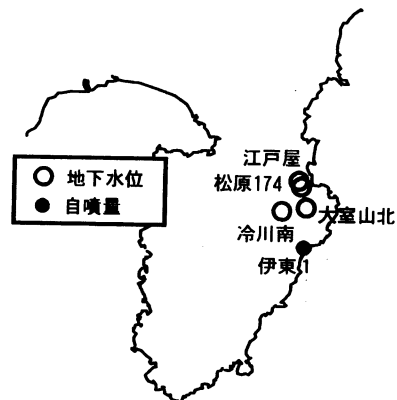 江戸屋
松原174
地下水位
自噴量
大室山北
冷川南
伊東1